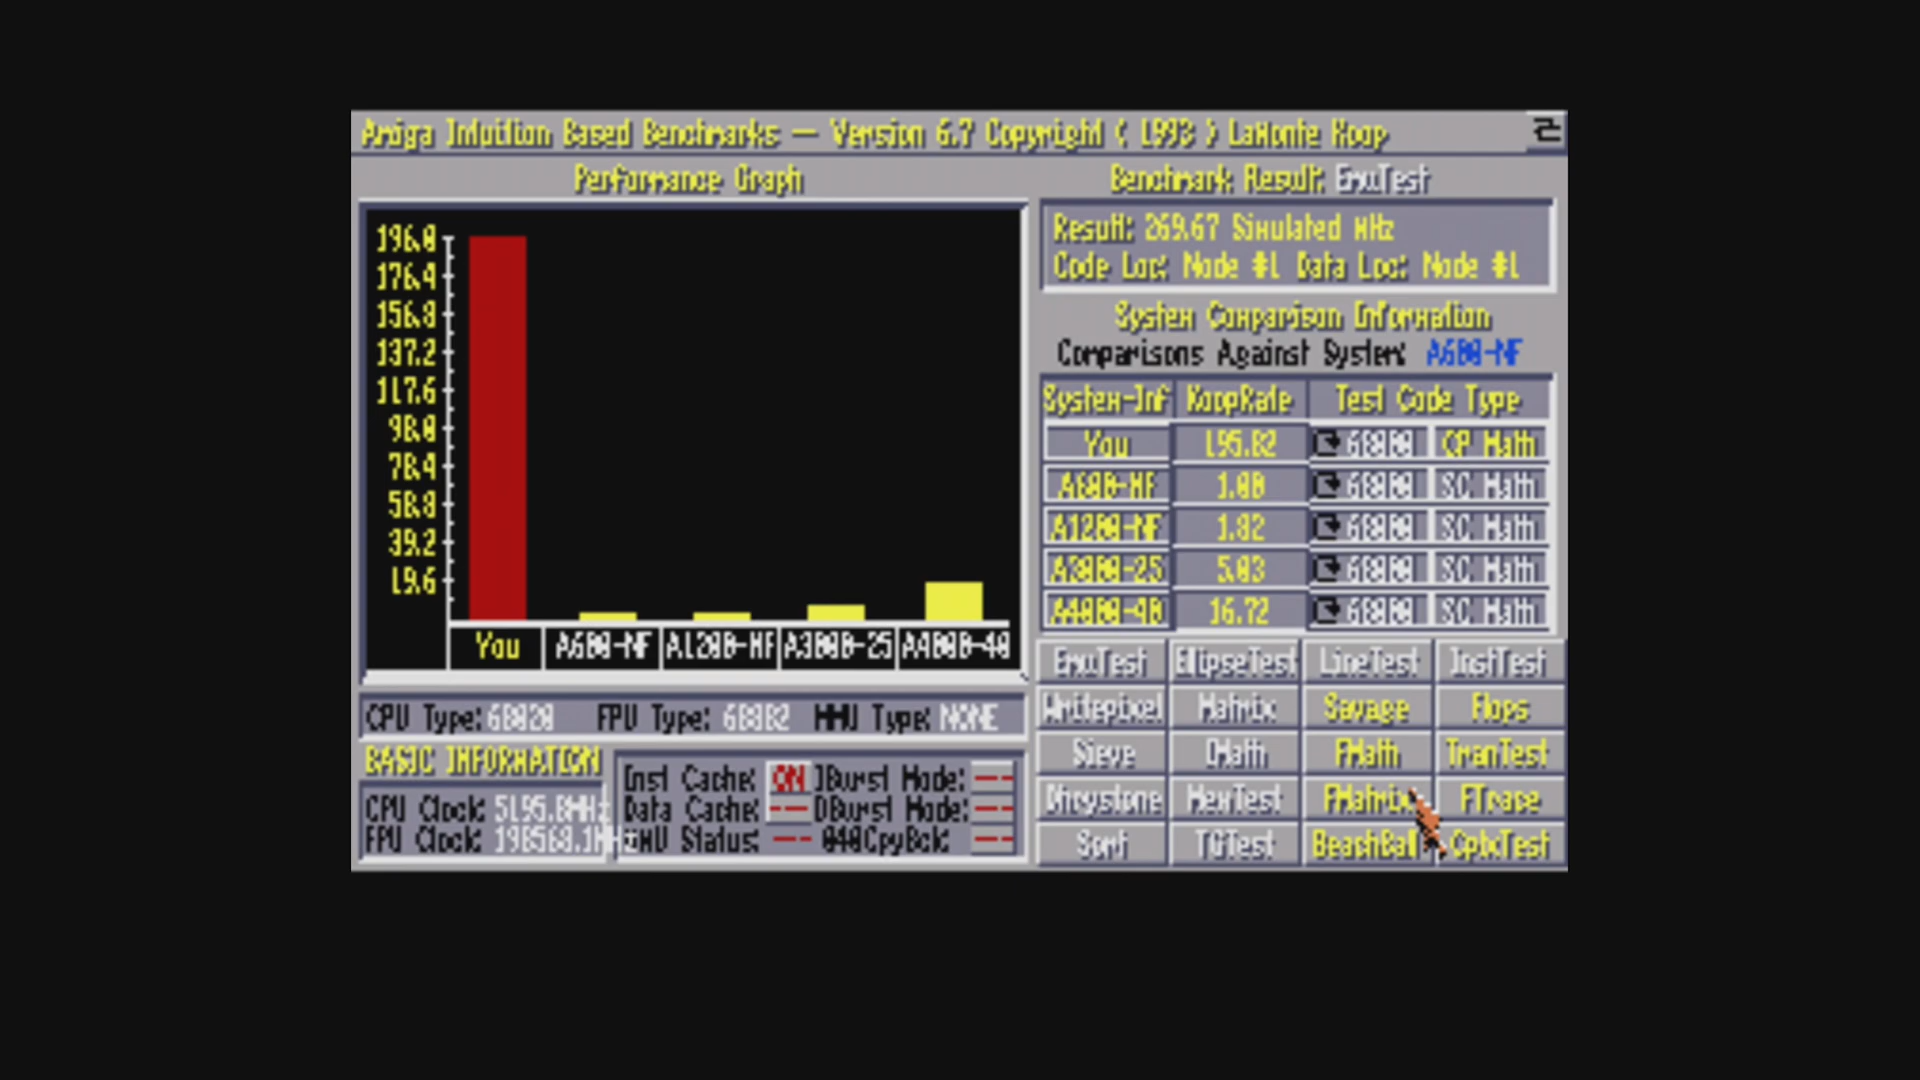 Amiga Intuition Based Benchmarks — Version 6.7 Copyright ( 1993 ) LaMonte Koop
Performance Graph
196.0
176.4
156.8
137.2
117.6
98.0
78.4
58.8
39.2
19.6
You A600-NF A1200-NF A3000-25 A4000-40
CPU Type: 68020 FPU Type: 68882 MMU Type: NONE
BASIC INFORMATION
CPU Clock: 5195.8MHz
FPU Clock: 198568.1MHz
Inst Cache: ON IBurst Mode: ---
Data Cache: --- DBurst Mode: ---
MMU Status: --- 040CpyBck: ---
Benchmark Result: EmuTest
Result: 269.67 Simulated MHz
Code Loc: Node #1 Data Loc: Node #1
System Comparison Information
Comparisons Against System: A600-NF
System-Inf KoopRate Test Code Type
You 195.82 68000 CP Math
A600-NF 1.00 68000 SC Math
A1200-NF 1.82 68000 SC Math
A3000-25 5.03 68000 SC Math
A4000-40 16.72 68000 SC Math
EmuTest EllipseTest LineTest InstTest
Writepixel Matrix Savage Flops
Sieve IMath FMath TranTest
Dhrystone MemTest FMatrix FTrace
Sort TGTest BeachBall CplxTest